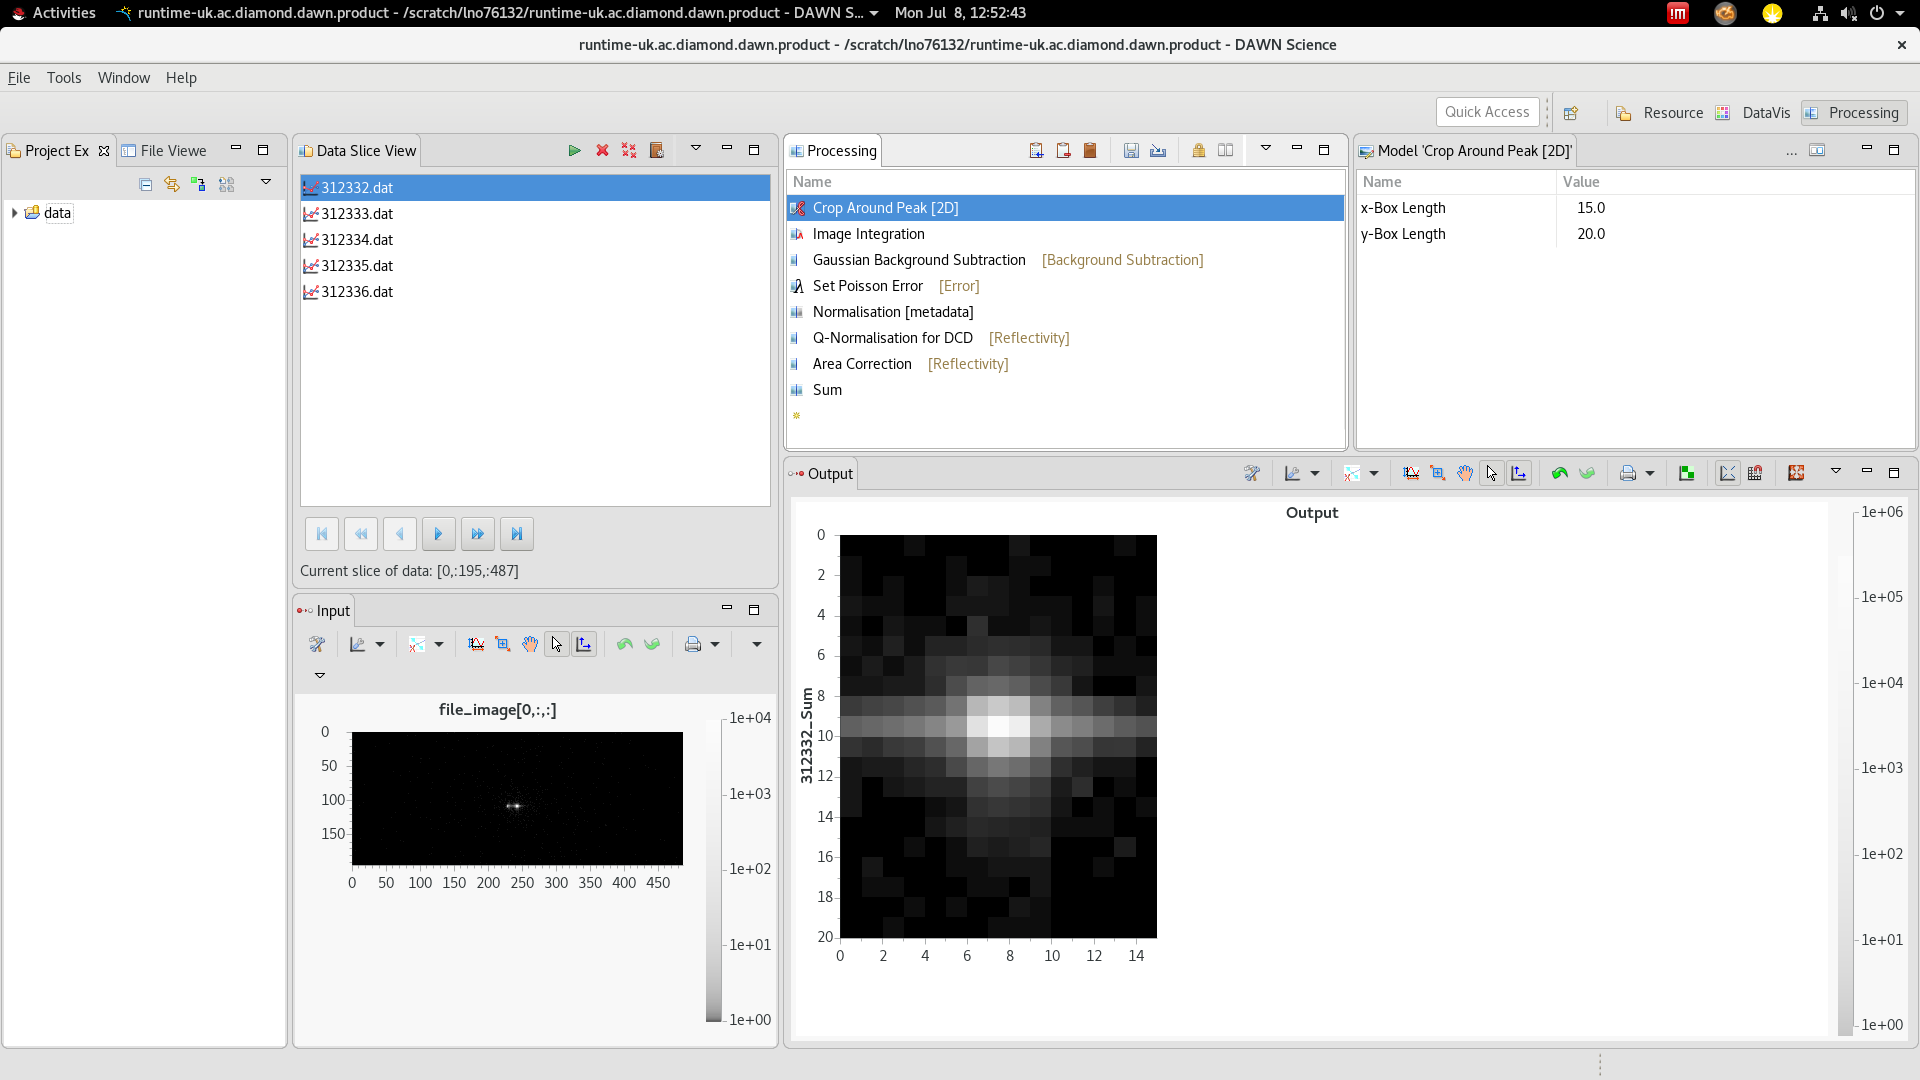 Activities
runtime-uk.ac.diamond.dawn.product - /scratch/lno76132/runtime-uk.ac.diamond.dawn.product - DAWN S...
Mon Jul 8, 12:52:43
!m
runtime-uk.ac.diamond.dawn.product - /scratch/lno76132/runtime-uk.ac.diamond.dawn.product - DAWN Science
File Tools Window Help
Quick Access
Resource
DataVis
Processing
Project Ex
File Viewe
data
Data Slice View
312332.dat
312333.dat
312334.dat
312335.dat
312336.dat
Current slice of data: [0,:195,:487]
Input
file_image[0,:,:]
0
50
100
150
0 50 100 150 200 250 300 350 400 450
1e+04
1e+03
1e+02
1e+01
1e+00
Processing
Name
Crop Around Peak [2D]
Image Integration
Gaussian Background Subtraction [Background Subtraction]
Set Poisson Error [Error]
Normalisation [metadata]
Q-Normalisation for DCD [Reflectivity]
Area Correction [Reflectivity]
Sum
Model 'Crop Around Peak [2D]'
...
Name Value
x-Box Length 15.0
y-Box Length 20.0
Output
Output
312332_Sum
0
2
4
6
8
10
12
14
16
18
20
0 2 4 6 8 10 12 14
1e+06
1e+05
1e+04
1e+03
1e+02
1e+01
1e+00